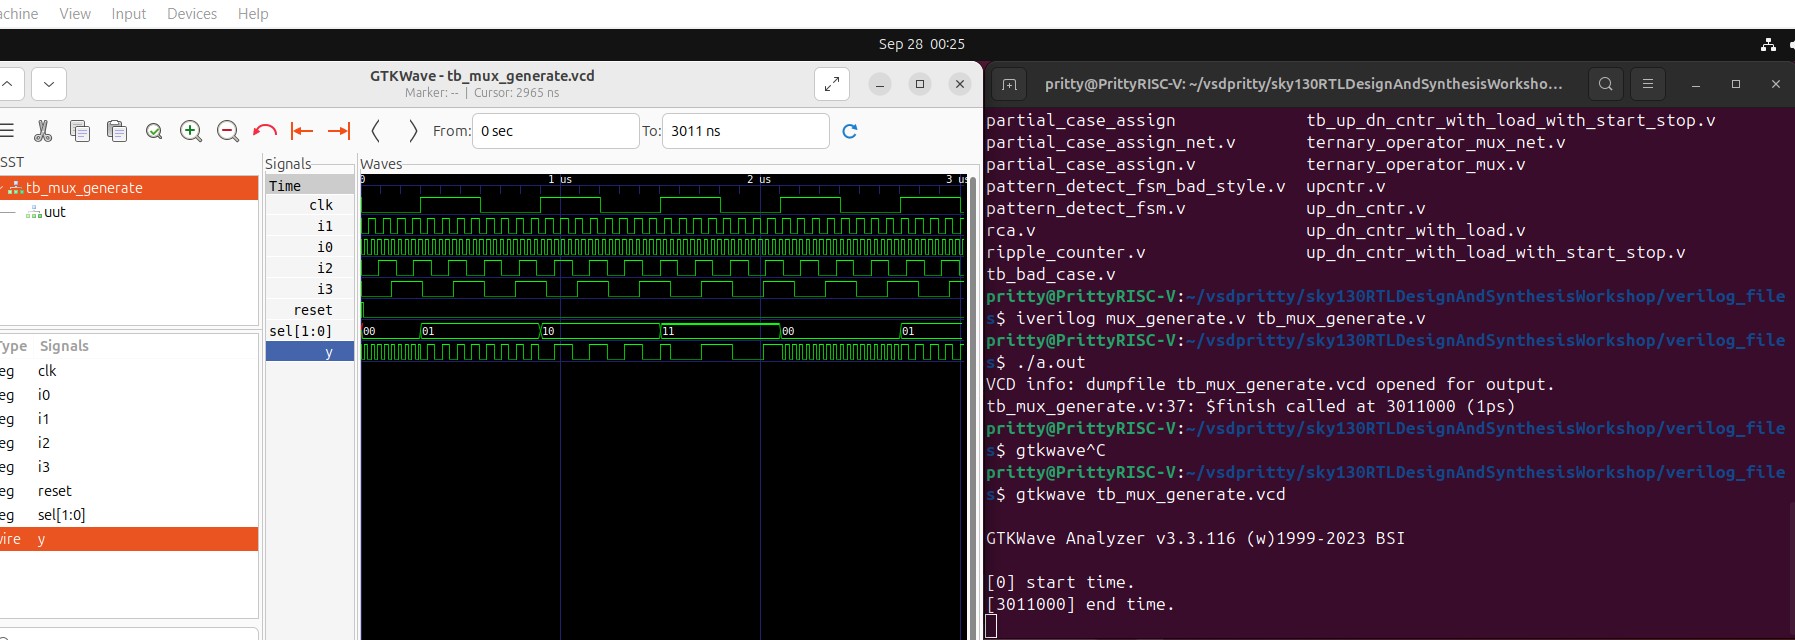 achine View Input Devices Help
Sep 28 00:25
GTKWave - tb_mux_generate.vcd
Marker: -- | Cursor: 2965 ns
From: 0 sec To: 3011 ns
SST
tb_mux_generate
uut
Type Signals
eg clk
eg i0
eg i1
eg i2
eg i3
eg reset
eg sel[1:0]
wire y
Signals
Time
clk
i1
i0
i2
i3
reset
sel[1:0]
y
Waves
0 1 us 2 us 3 us
00 01 10 11 00 01
pritty@PrittyRISC-V: ~/vsdpritty/sky130RTLDesignAndSynthesisWorksho...
partial_case_assign tb_up_dn_cntr_with_load_with_start_stop.v
partial_case_assign_net.v ternary_operator_mux_net.v
partial_case_assign.v ternary_operator_mux.v
pattern_detect_fsm_bad_style.v upcntr.v
pattern_detect_fsm.v up_dn_cntr.v
rca.v up_dn_cntr_with_load.v
ripple_counter.v up_dn_cntr_with_load_with_start_stop.v
tb_bad_case.v
pritty@PrittyRISC-V:~/vsdpritty/sky130RTLDesignAndSynthesisWorkshop/verilog_file
s$ iverilog mux_generate.v tb_mux_generate.v
pritty@PrittyRISC-V:~/vsdpritty/sky130RTLDesignAndSynthesisWorkshop/verilog_file
s$ ./a.out
VCD info: dumpfile tb_mux_generate.vcd opened for output.
tb_mux_generate.v:37: $finish called at 3011000 (1ps)
pritty@PrittyRISC-V:~/vsdpritty/sky130RTLDesignAndSynthesisWorkshop/verilog_file
s$ gtkwave^C
pritty@PrittyRISC-V:~/vsdpritty/sky130RTLDesignAndSynthesisWorkshop/verilog_file
s$ gtkwave tb_mux_generate.vcd
GTKWave Analyzer v3.3.116 (w)1999-2023 BSI
[0] start time.
[3011000] end time.